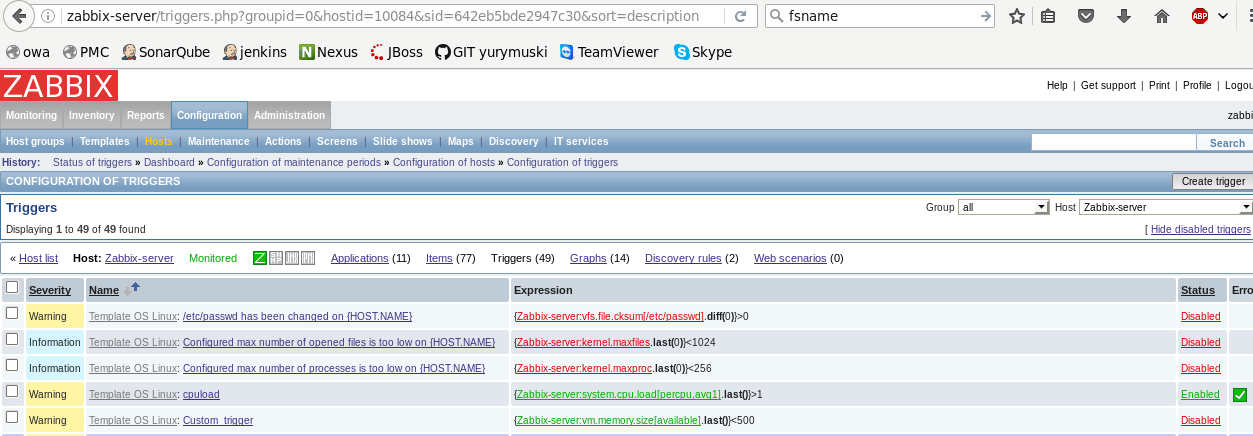 zabbix-server/triggers.php?groupid=0&hostid=10084&sid=642eb5bde2947c30&sort=description fsname ABP
owa PMC SonarQube jenkins Nexus JBoss GIT yurymuski TeamViewer Skype
ZABBIX
Help | Get support | Print | Profile | Logou
Monitoring Inventory Reports Configuration Administration zabbi
Host groups | Templates | Hosts | Maintenance | Actions | Screens | Slide shows | Maps | Discovery | IT services Search
History: Status of triggers » Dashboard » Configuration of maintenance periods » Configuration of hosts » Configuration of triggers
CONFIGURATION OF TRIGGERS Create trigger
Triggers Group all Host Zabbix-server
Displaying 1 to 49 of 49 found [ Hide disabled triggers
« Host list Host: Zabbix-server Monitored Applications (11) Items (77) Triggers (49) Graphs (14) Discovery rules (2) Web scenarios (0)
Severity Name Expression Status Erro
Warning Template OS Linux: /etc/passwd has been changed on {HOST.NAME} {Zabbix-server:vfs.file.cksum[/etc/passwd].diff(0)}>0 Disabled
Information Template OS Linux: Configured max number of opened files is too low on {HOST.NAME} {Zabbix-server:kernel.maxfiles.last(0)}<1024 Disabled
Information Template OS Linux: Configured max number of processes is too low on {HOST.NAME} {Zabbix-server:kernel.maxproc.last(0)}<256 Disabled
Warning Template OS Linux: cpuload {Zabbix-server:system.cpu.load[percpu,avg1].last()}>1 Enabled
Warning Template OS Linux: Custom_trigger {Zabbix-server:vm.memory.size[available].last()}<500 Disabled